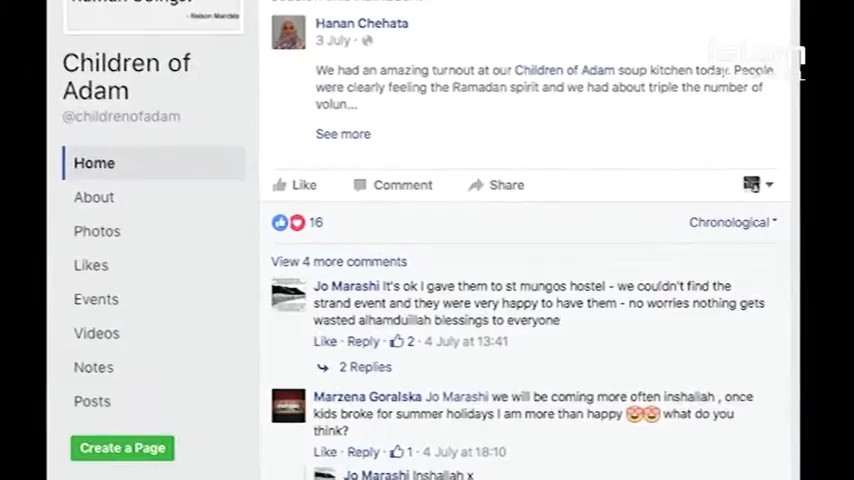 - Nelson Mandela
Children of
Adam
@childrenofadam
Home
About
Photos
Likes
Events
Videos
Notes
Posts
Create a Page
Hanan Chehata
3 July ·
We had an amazing turnout at our Children of Adam soup kitchen today. People
were clearly feeling the Ramadan spirit and we had about triple the number of
volun...
See more
Like Comment Share
16
Chronological
View 4 more comments
Jo Marashi It's ok I gave them to st mungos hostel - we couldn't find the
strand event and they were very happy to have them - no worries nothing gets
wasted alhamduillah blessings to everyone
Like · Reply · 2 · 4 July at 13:41
2 Replies
Marzena Goralska Jo Marashi we will be coming more often inshallah , once
kids broke for summer holidays I am more than happy 😍😍 what do you
think?
Like · Reply · 1 · 4 July at 18:10
Jo Marashi Inshallah x
islam